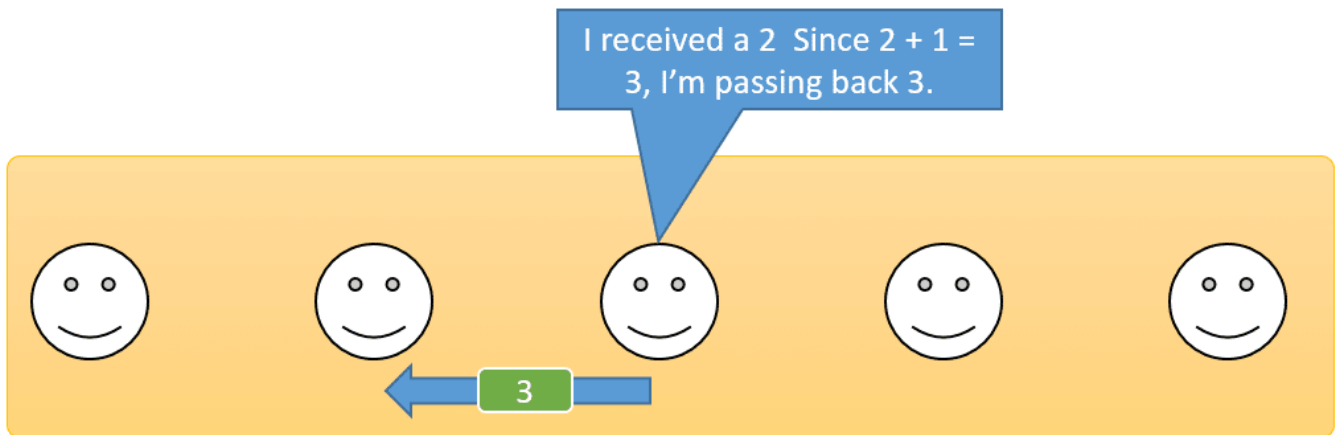 I received a 2  Since 2 + 1 =
3, I’m passing back 3.
3